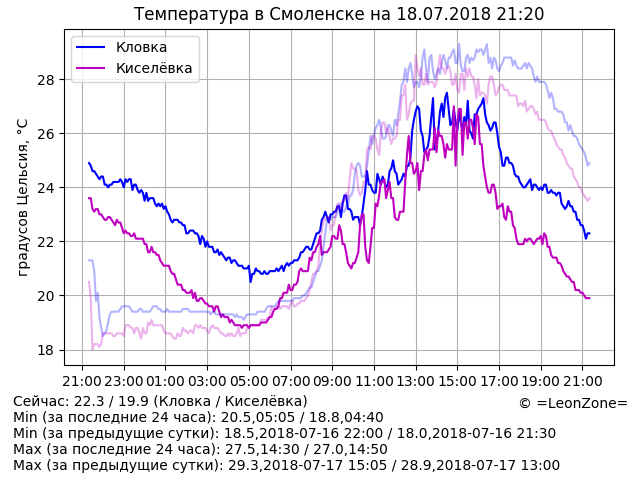 Температура в Смоленске на 18.07.2018 21:20
Кловка
Киселёвка
градусов Цельсия, °C
28
26
24
22
20
18
21:00 23:00 01:00 03:00 05:00 07:00 09:00 11:00 13:00 15:00 17:00 19:00 21:00
Сейчас: 22.3 / 19.9 (Кловка / Киселёвка)
© =LeonZone=
Min (за последние 24 часа): 20.5,05:05 / 18.8,04:40
Min (за предыдущие сутки): 18.5,2018-07-16 22:00 / 18.0,2018-07-16 21:30
Max (за последние 24 часа): 27.5,14:30 / 27.0,14:50
Max (за предыдущие сутки): 29.3,2018-07-17 15:05 / 28.9,2018-07-17 13:00